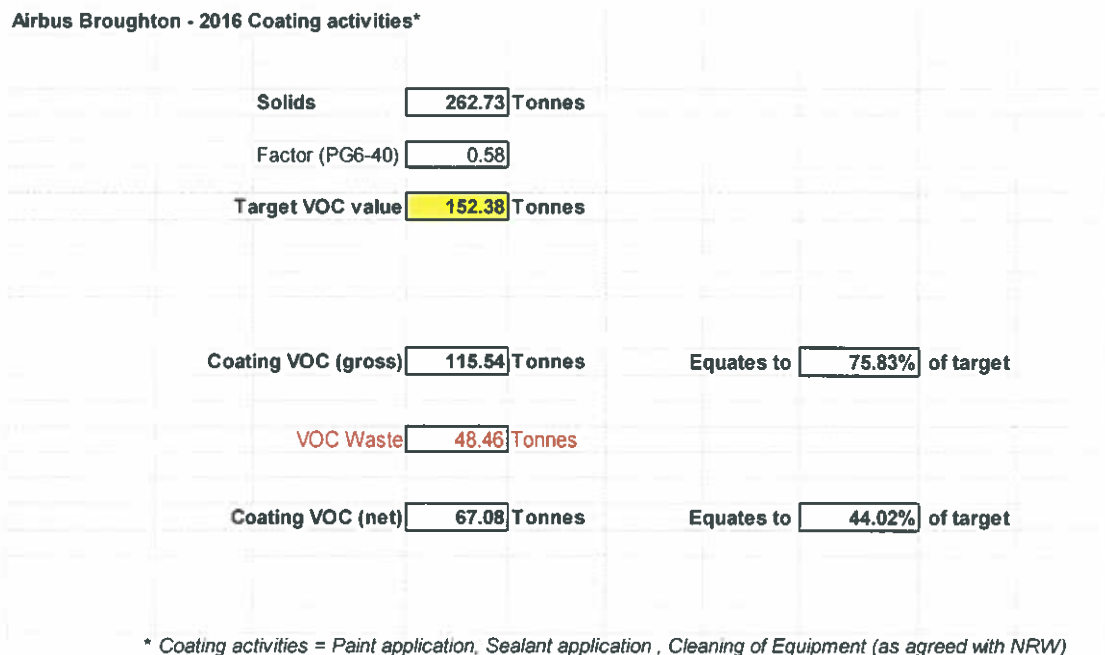 Airbus Broughton - 2016 Coating activities*
Solids 262.73 Tonnes
Factor (PG6-40) 0.58
Target VOC value 152.38 Tonnes
Coating VOC (gross) 115.54 Tonnes Equates to 75.83% of target
VOC Waste 48.46 Tonnes
Coating VOC (net) 67.08 Tonnes Equates to 44.02% of target
* Coating activities = Paint application, Sealant application , Cleaning of Equipment (as agreed with NRW)